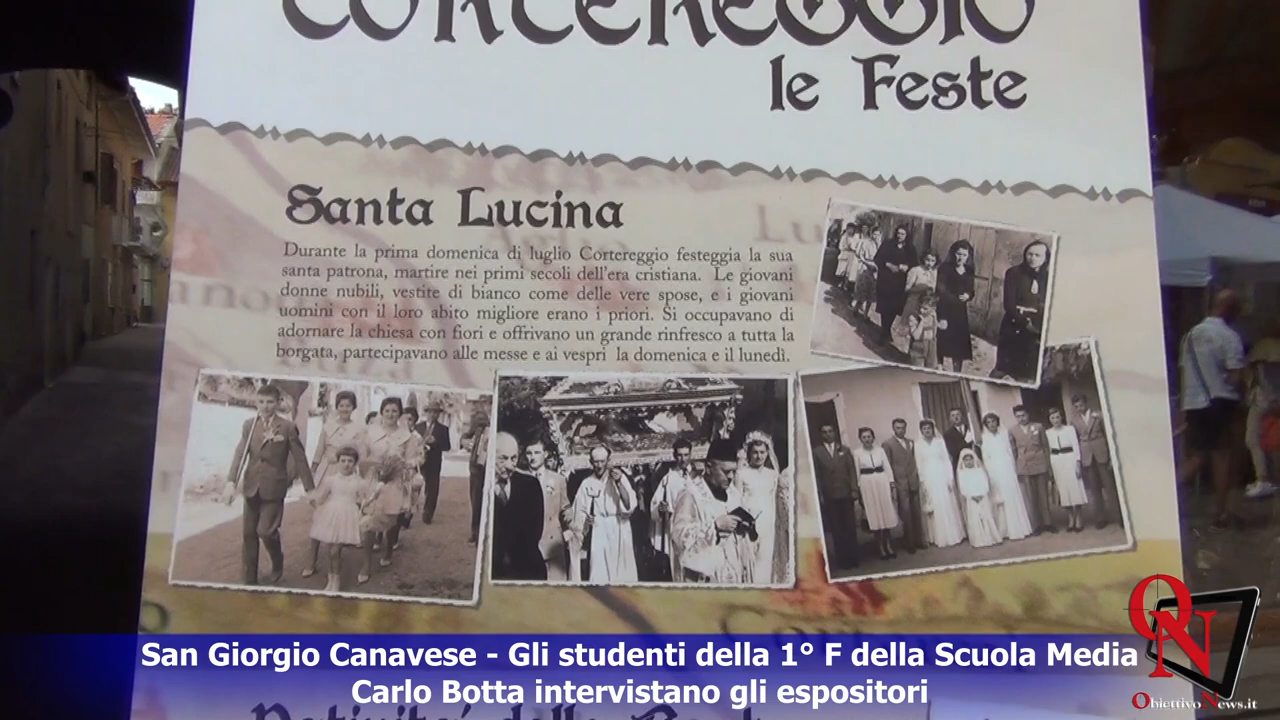 CORTEREGGIO
le Feste
Santa Lucina
Durante la prima domenica di luglio Cortereggio festeggia la sua
santa patrona, martire nei primi secoli dell'era cristiana. Le giovani
donne nubili, vestite di bianco come delle vere spose, e i giovani
uomini con il loro abito migliore erano i priori. Si occupavano di
adornare la chiesa con fiori e offrivano un grande rinfresco a tutta la
borgata, partecipavano alle messe e ai vespri la domenica e il lunedì.
San Giorgio Canavese - Gli studenti della 1° F della Scuola Media
Carlo Botta intervistano gli espositori
ON
ObiettivoNews.it